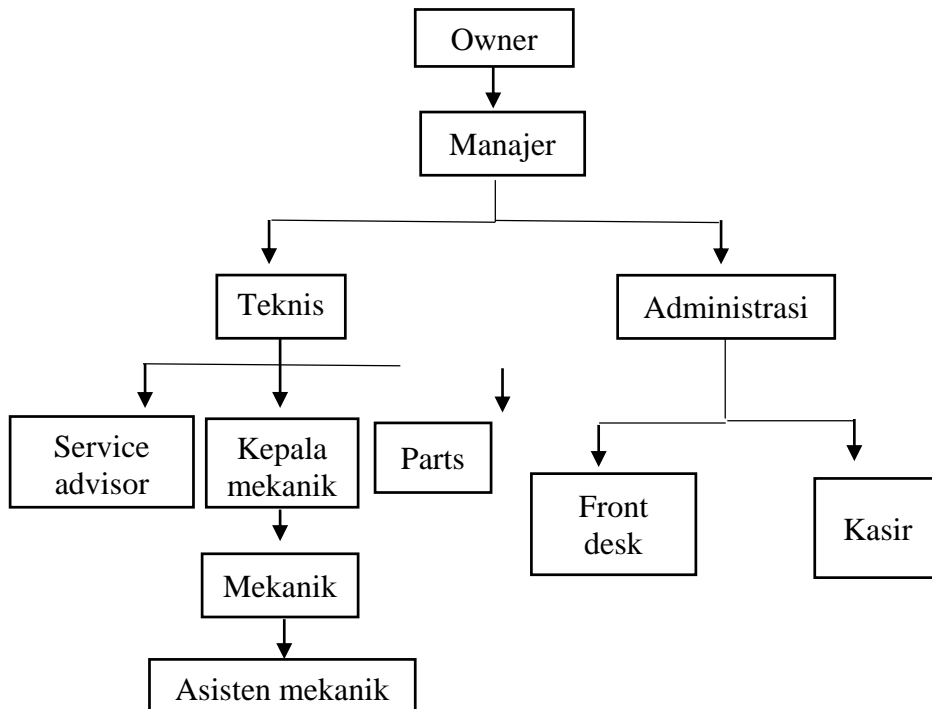 Owner
Manajer
Teknis
Administrasi
Service
advisor
Kepala
mekanik
Parts
Front
desk
Kasir
Mekanik
Asisten mekanik